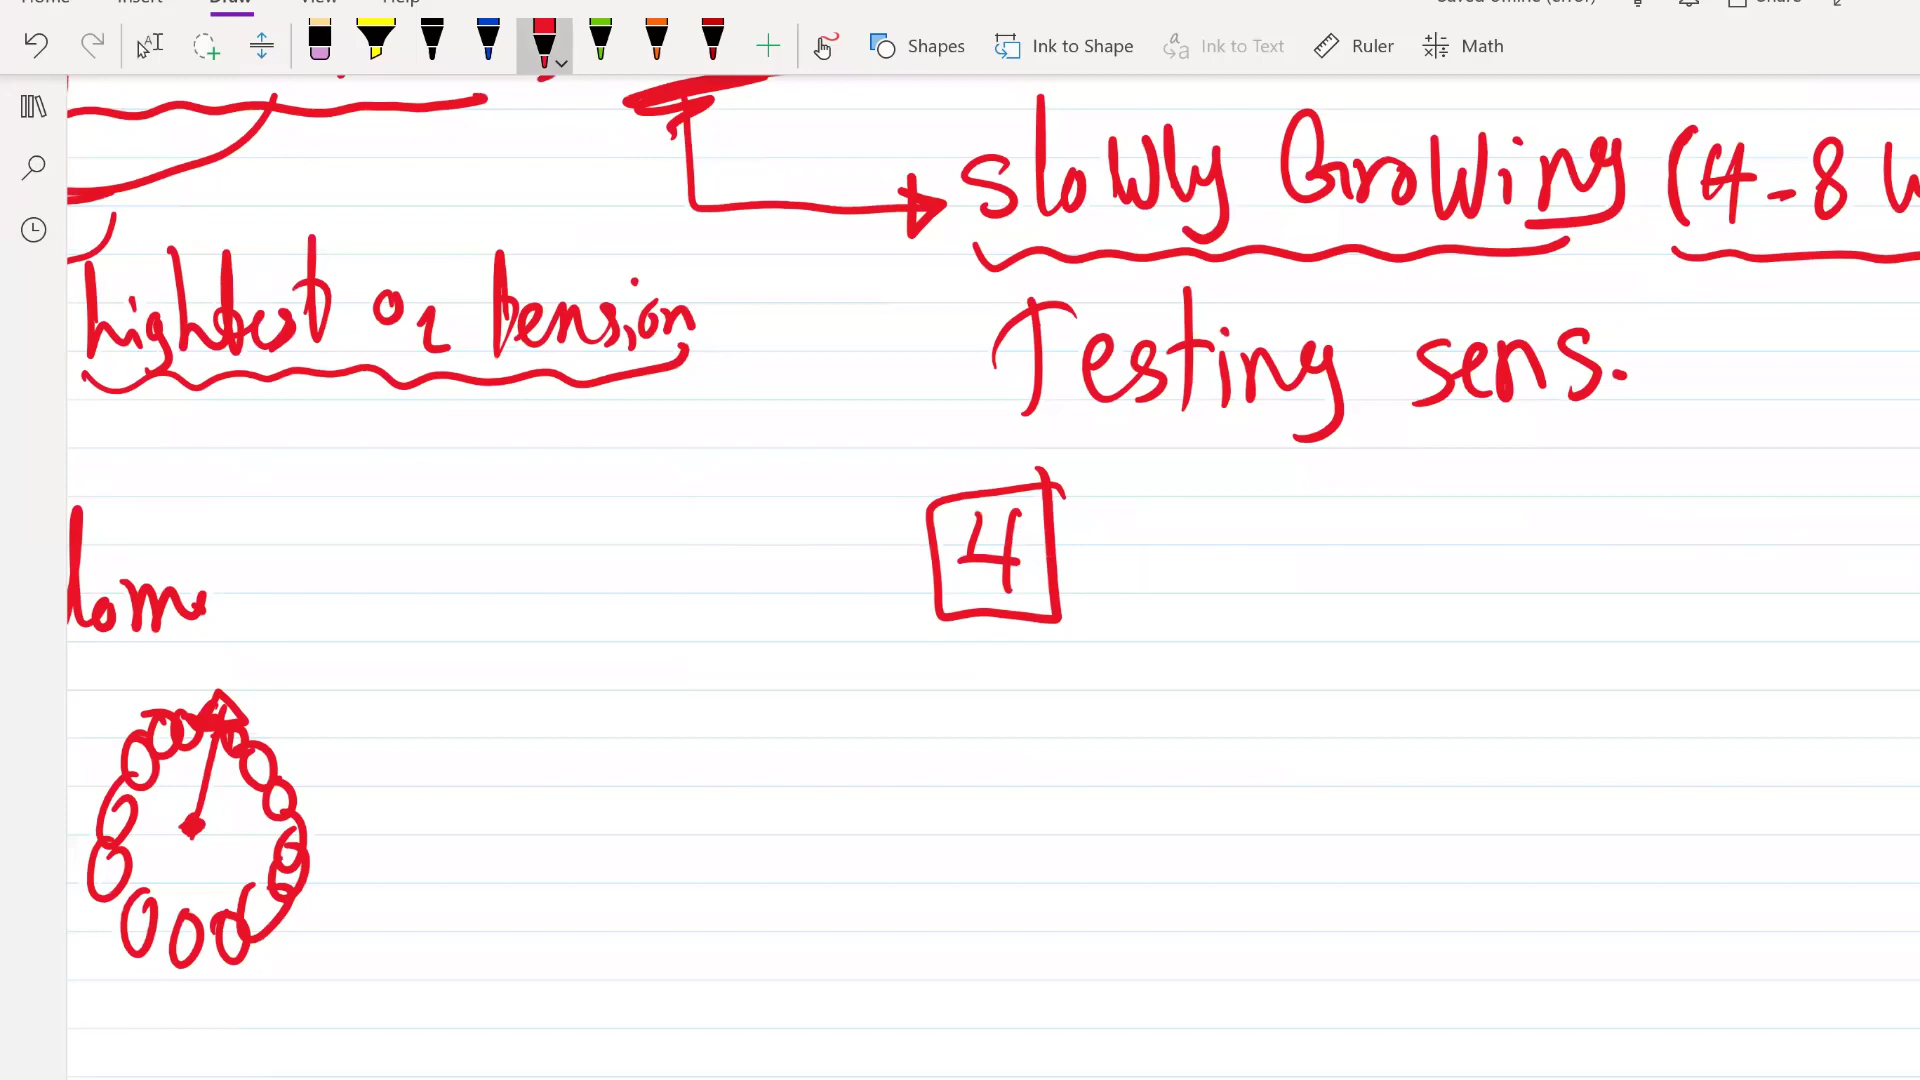 Home Insert Draw View Help Saved offline (error) Share
Shapes Ink to Shape Ink to Text Ruler Math
Slowly Growing (4-8 W
highest O2 tension
Testing sens.
4